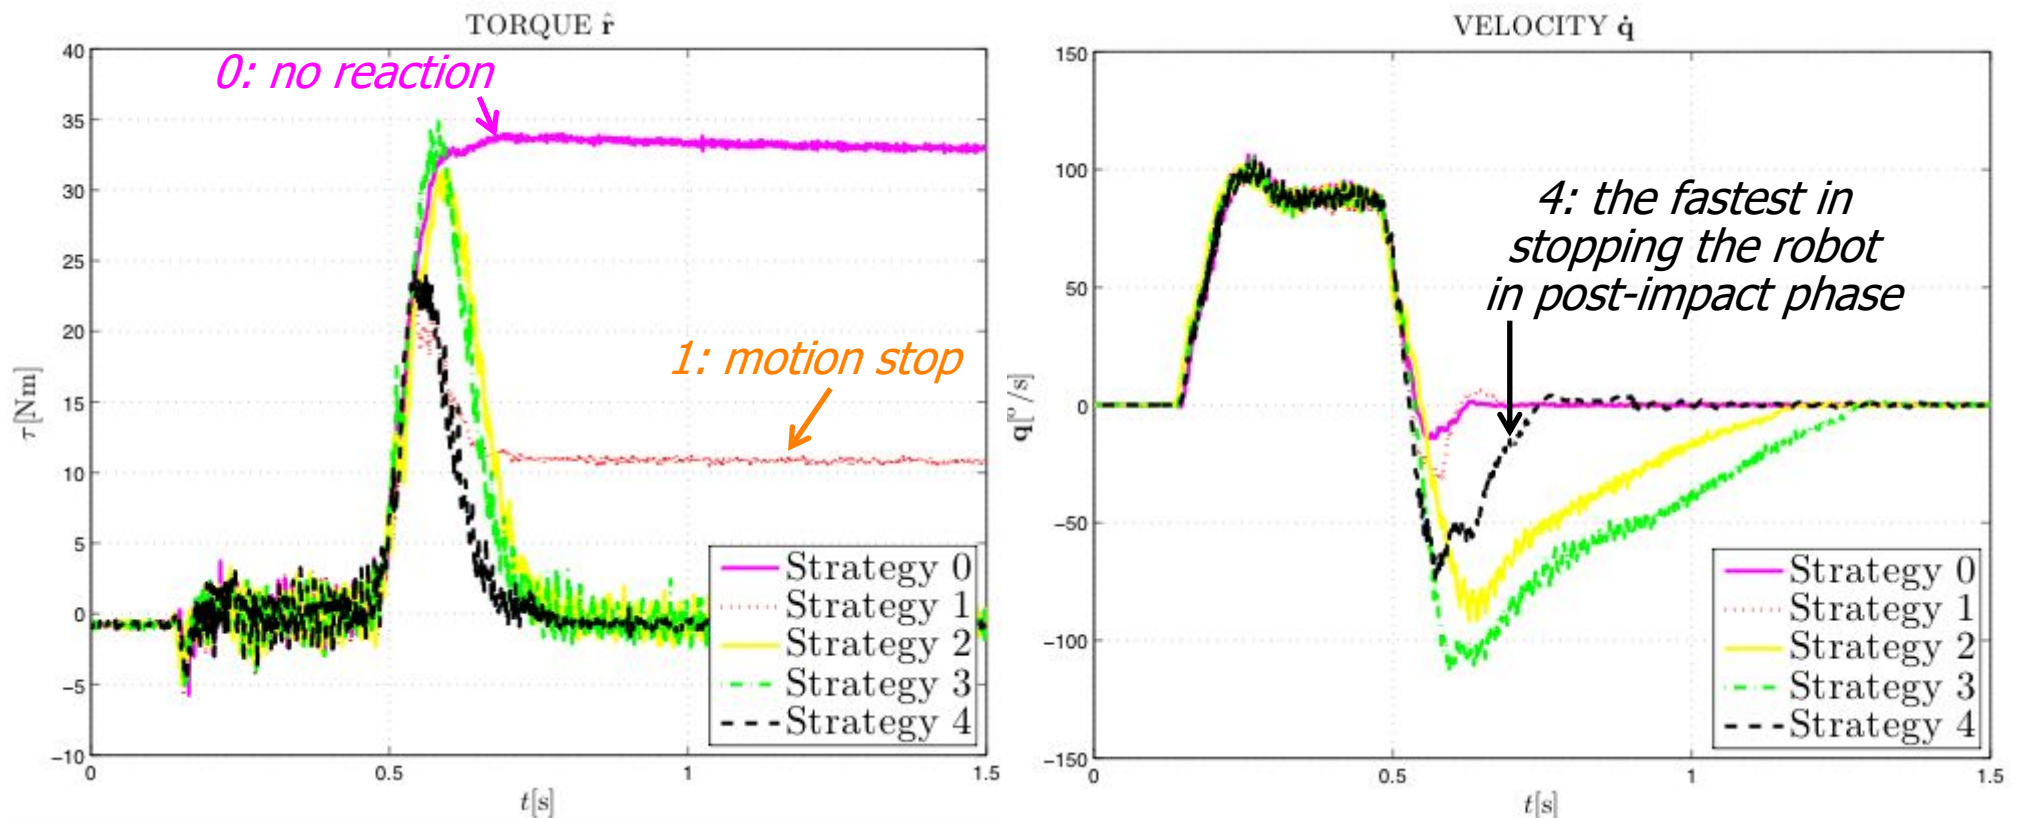 TORQUE r̂
40
35
30
25
20
15
10
5
0
−5
−10
τ[Nm]
0: no reaction
1: motion stop
Strategy 0
Strategy 1
Strategy 2
Strategy 3
Strategy 4
0
0.5
1
1.5
t[s]
VELOCITY q̇
150
100
50
0
−50
−100
−150
q̇[°/s]
4: the fastest in
stopping the robot
in post-impact phase
Strategy 0
Strategy 1
Strategy 2
Strategy 3
Strategy 4
0
0.5
1
1.5
t[s]